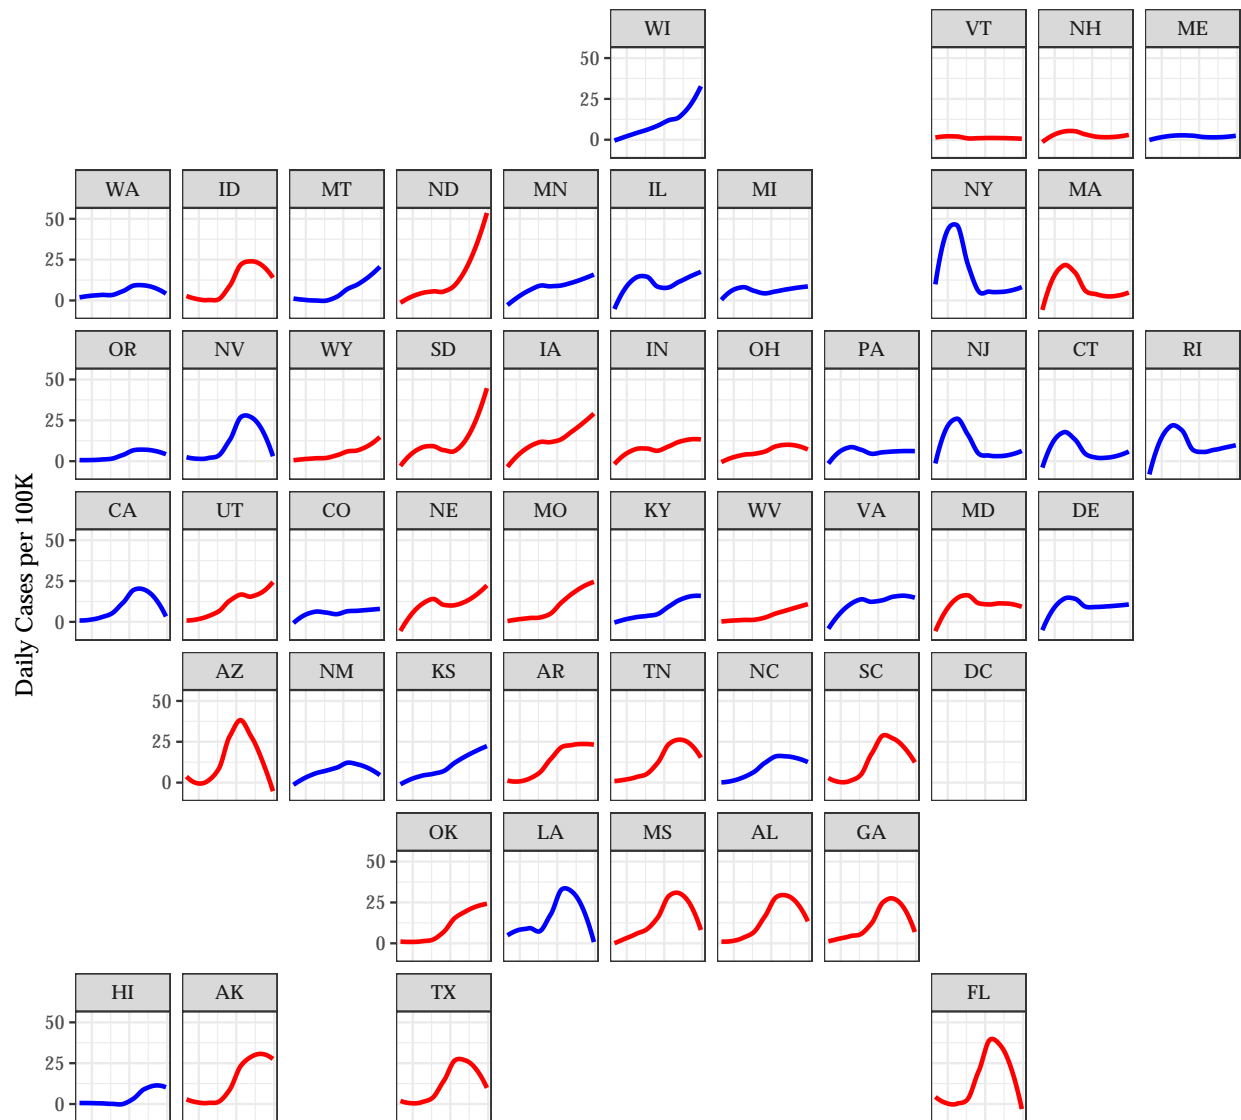 WI VT NH ME
50
25
0
WA ID MT ND MN IL MI NY MA
50
25
0
OR NV WY SD IA IN OH PA NJ CT RI
50
25
0
Daily Cases per 100K
CA UT CO NE MO KY WV VA MD DE
50
25
0
AZ NM KS AR TN NC SC DC
50
25
0
OK LA MS AL GA
50
25
0
HI AK TX FL
50
25
0